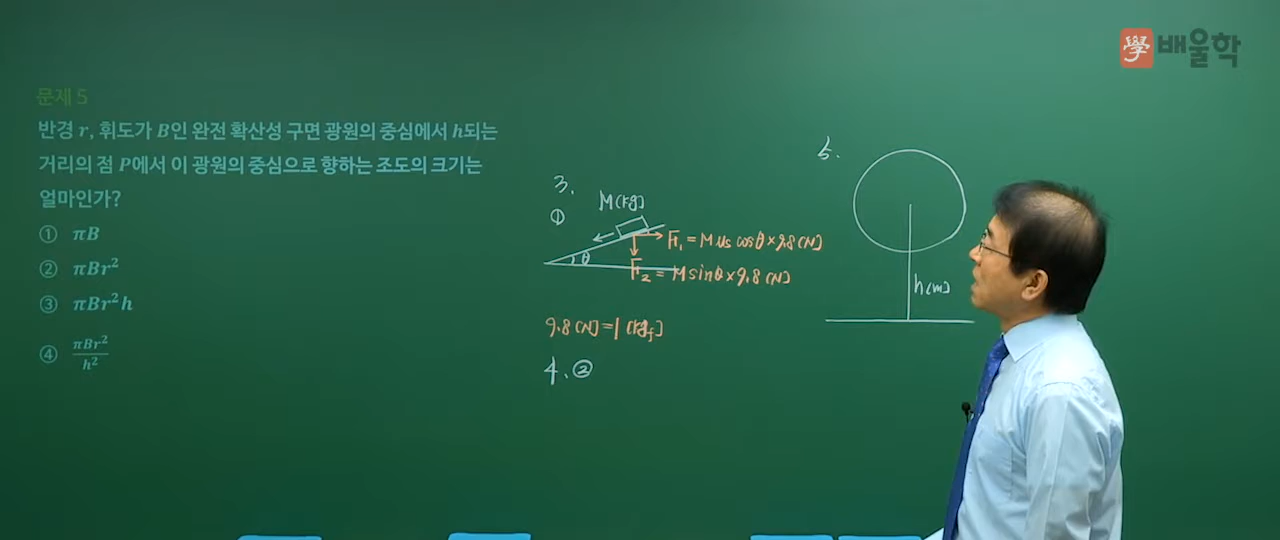 學 배울학
문제 5
반경 r, 휘도가 B인 완전 확산성 구면 광원의 중심에서 h되는
거리의 점 P에서 이 광원의 중심으로 향하는 조도의 크기는
얼마인가?
① πB
② πBr²
③ πBr²h
④ πBr²/h²
3.
①
M[kg]
θ
F₁ = M μs cosθ × 9.8 [N]
F₂ = M sinθ × 9.8 [N]
9.8 [N] = 1 [kgf]
4. ②
5.
h[m]